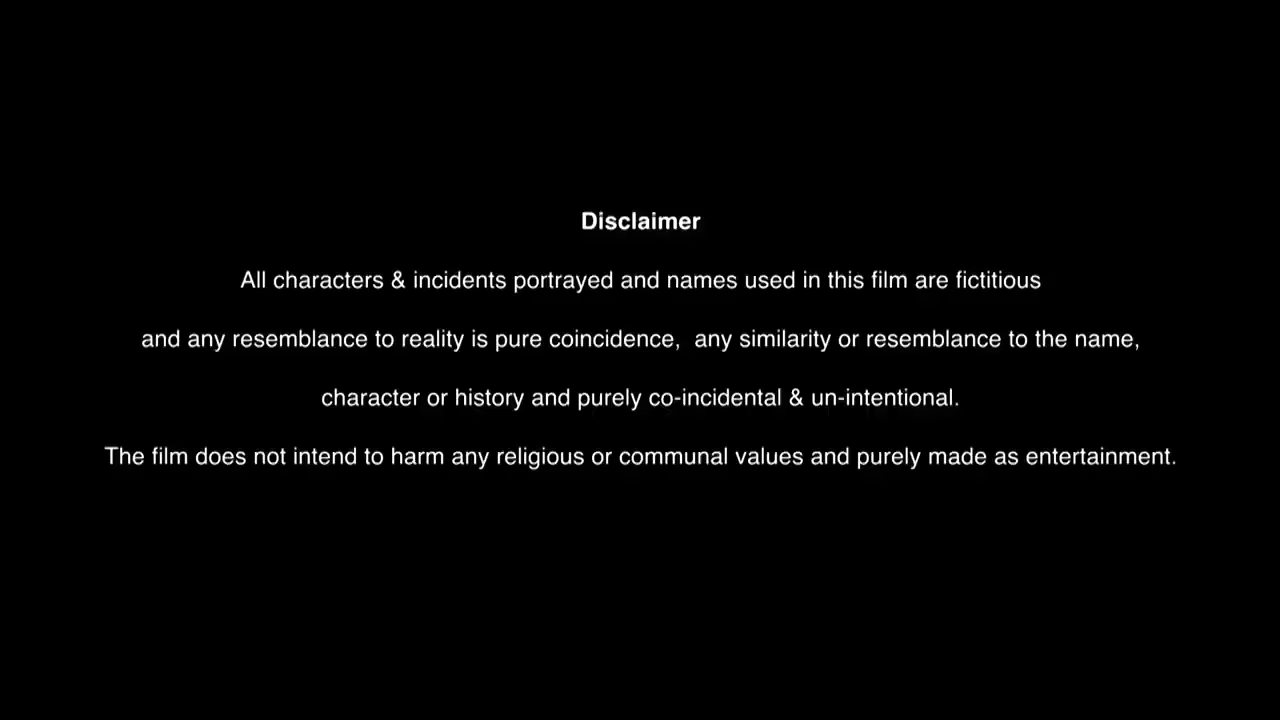 Disclaimer
All characters & incidents portrayed and names used in this film are fictitious
and any resemblance to reality is pure coincidence,  any similarity or resemblance to the name,
character or history and purely co-incidental & un-intentional.
The film does not intend to harm any religious or communal values and purely made as entertainment.